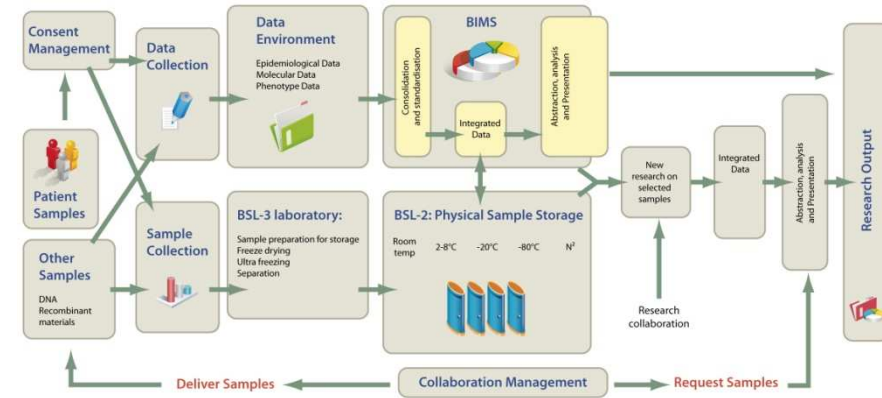 Consent
Management
Patient
Samples
Other
Samples
DNA
Recombinant
materials
Data
Collection
Sample
Collection
Data
Environment
Epidemiological Data
Molecular Data
Phenotype Data
BSL-3 laboratory:
Sample preparation for storage
Freeze drying
Ultra freezing
Separation
BIMS
Consolidation
and standardisation
Integrated
Data
Abstraction, analysis
and Presentation
BSL-2: Physical Sample Storage
Room
temp
2-8°C
-20°C
-80°C
N²
New
research on
selected
samples
Research
collaboration
Integrated
Data
Abstraction, analysis
and Presentation
Research Output
Deliver Samples
Collaboration Management
Request Samples